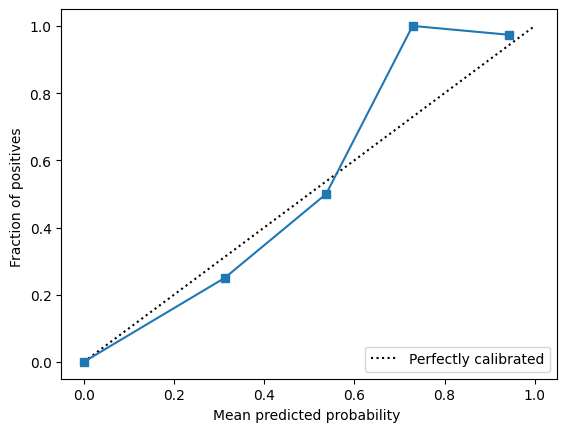 1.0
0.8
0.6
0.4
0.2
0.0
Fraction of positives
Perfectly calibrated
0.0 0.2 0.4 0.6 0.8 1.0
Mean predicted probability